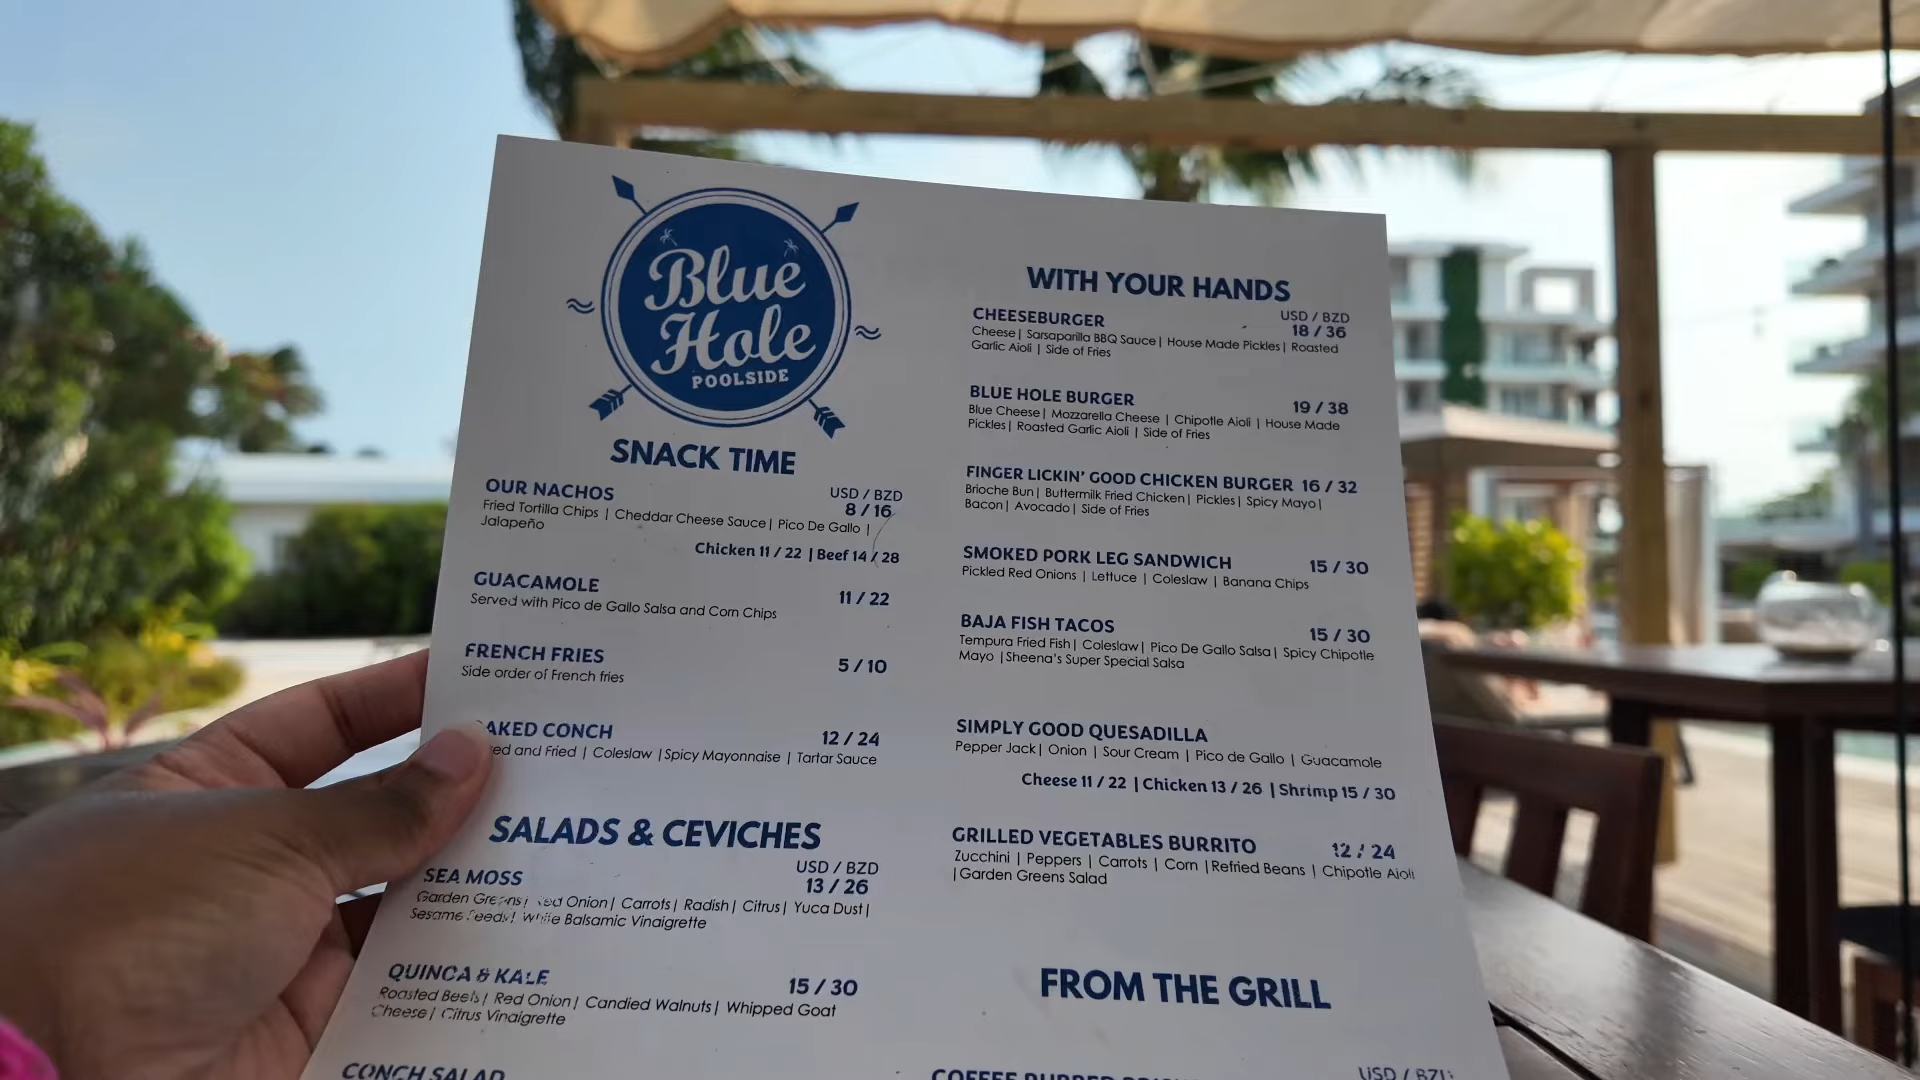 Blue
Hole
POOLSIDE
SNACK TIME
OUR NACHOS
USD / BZD
8 / 16
Fried Tortilla Chips | Cheddar Cheese Sauce| Pico De Gallo |
Jalapeño
Chicken 11 / 22 | Beef 14 / 28
GUACAMOLE
11 / 22
Served with Pico de Gallo Salsa and Corn Chips
FRENCH FRIES
5 / 10
Side order of French fries
AKED CONCH
12 / 24
ed and Fried | Coleslaw |Spicy Mayonnaise | Tartar Sauce
SALADS & CEVICHES
USD / BZD
SEA MOSS
13 / 26
Garden Greens| Red Onion| Carrots| Radish| Citrus| Yuca Dust|
Sesame Seeds| White Balsamic Vinaigrette
QUINOA & KALE
15 / 30
Roasted Beets| Red Onion| Candied Walnuts| Whipped Goat
Cheese| Citrus Vinaigrette
CONCH SALAD
WITH YOUR HANDS
USD / BZD
CHEESEBURGER
18 / 36
Cheese| Sarsaparilla BBQ Sauce| House Made Pickles| Roasted
Garlic Aioli | Side of Fries
BLUE HOLE BURGER
19 / 38
Blue Cheese| Mozzarella Cheese | Chipotle Aioli | House Made
Pickles| Roasted Garlic Aioli | Side of Fries
FINGER LICKIN' GOOD CHICKEN BURGER 16 / 32
Brioche Bun| Buttermilk Fried Chicken| Pickles| Spicy Mayo|
Bacon| Avocado| Side of Fries
SMOKED PORK LEG SANDWICH
15 / 30
Pickled Red Onions | Lettuce | Coleslaw | Banana Chips
BAJA FISH TACOS
15 / 30
Tempura Fried Fish| Coleslaw| Pico De Gallo Salsa| Spicy Chipotle
Mayo |Sheena's Super Special Salsa
SIMPLY GOOD QUESADILLA
Pepper Jack| Onion | Sour Cream | Pico de Gallo | Guacamole
Cheese 11 / 22 | Chicken 13 / 26 | Shrimp 15 / 30
GRILLED VEGETABLES BURRITO
12 / 24
Zucchini | Peppers | Carrots | Corn |Refried Beans | Chipotle Aioli
|Garden Greens Salad
FROM THE GRILL
USD / BZD
COFFEE RUBBED